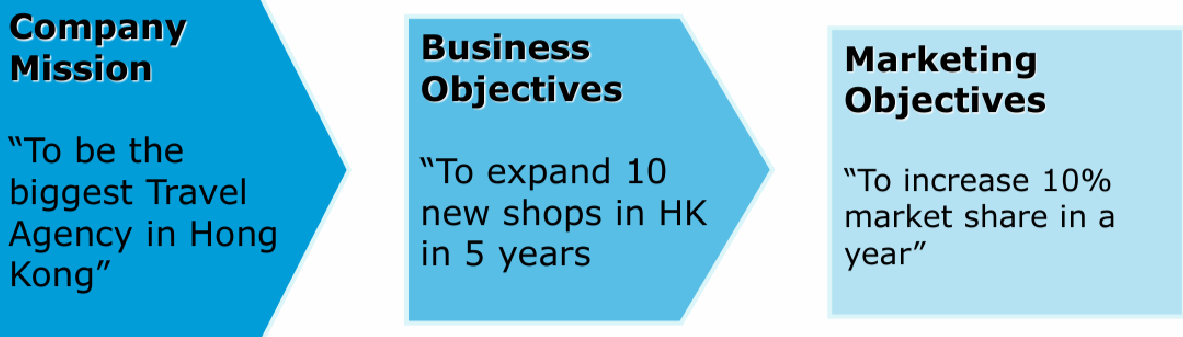 Company
Mission
“To be the
biggest Travel
Agency in Hong
Kong”
Business
Objectives
“To expand 10
new shops in HK
in 5 years
Marketing
Objectives
“To increase 10%
market share in a
year”